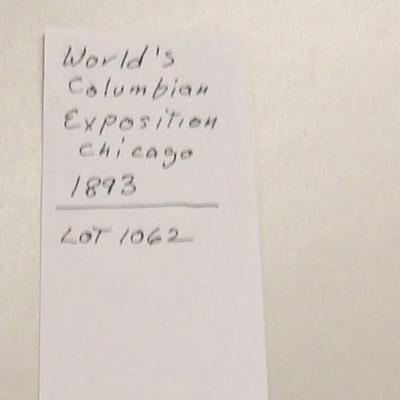 World's
Columbian
Exposition
Chicago
1893
LOT 1062